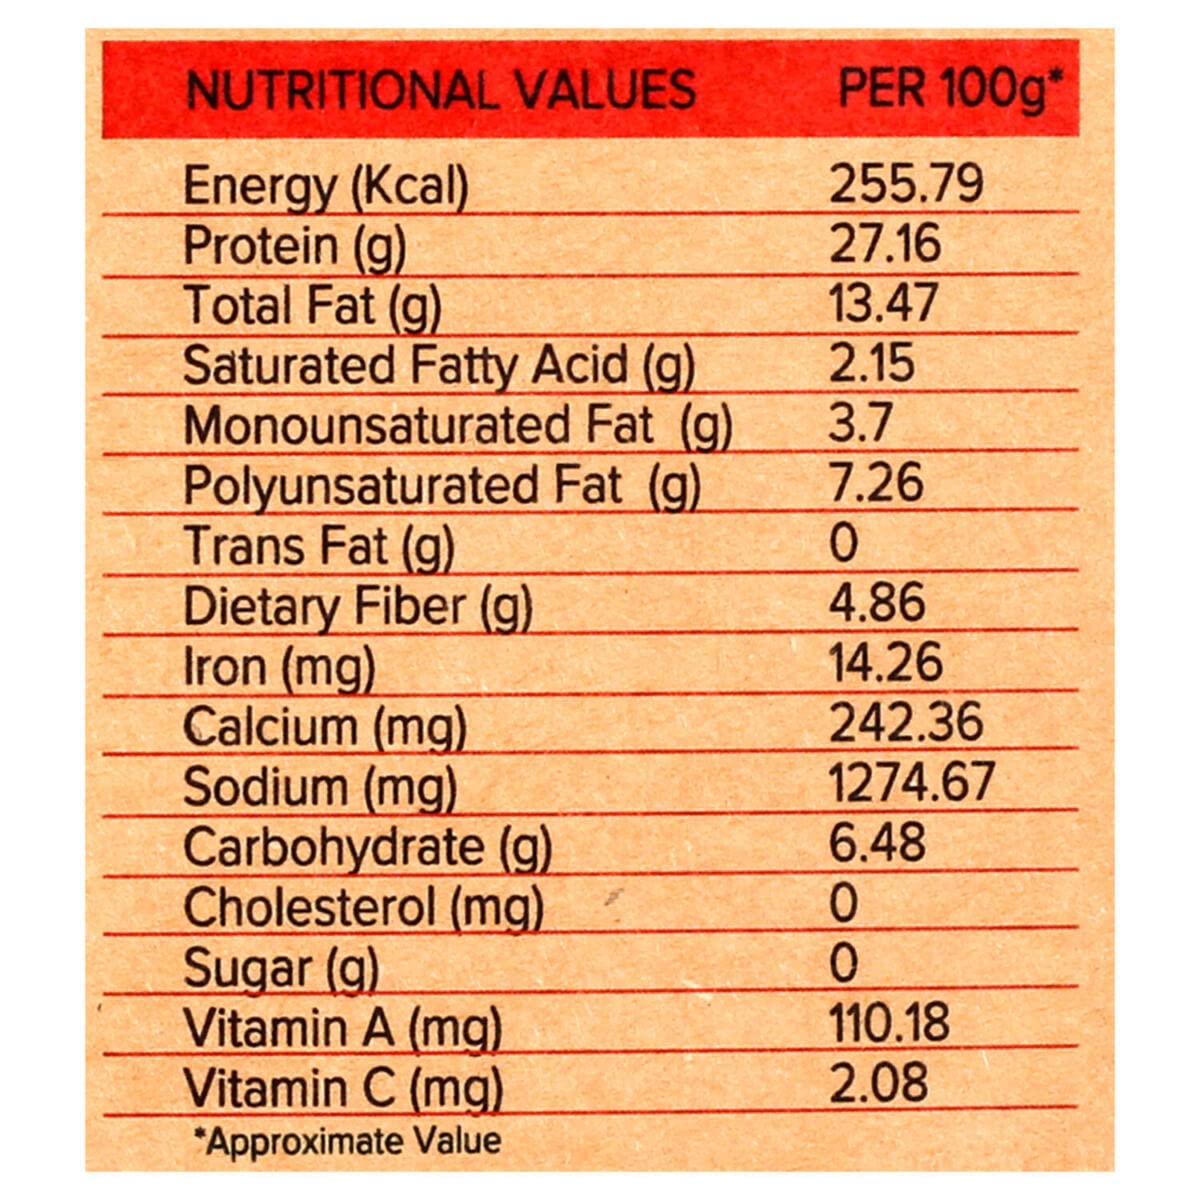 NUTRITIONAL VALUES PER 100g*
Energy (Kcal) 255.79
Protein (g) 27.16
Total Fat (g) 13.47
Saturated Fatty Acid (g) 2.15
Monounsaturated Fat (g) 3.7
Polyunsaturated Fat (g) 7.26
Trans Fat (g) 0
Dietary Fiber (g) 4.86
Iron (mg) 14.26
Calcium (mg) 242.36
Sodium (mg) 1274.67
Carbohydrate (g) 6.48
Cholesterol (mg) 0
Sugar (g) 0
Vitamin A (mg) 110.18
Vitamin C (mg) 2.08
*Approximate Value